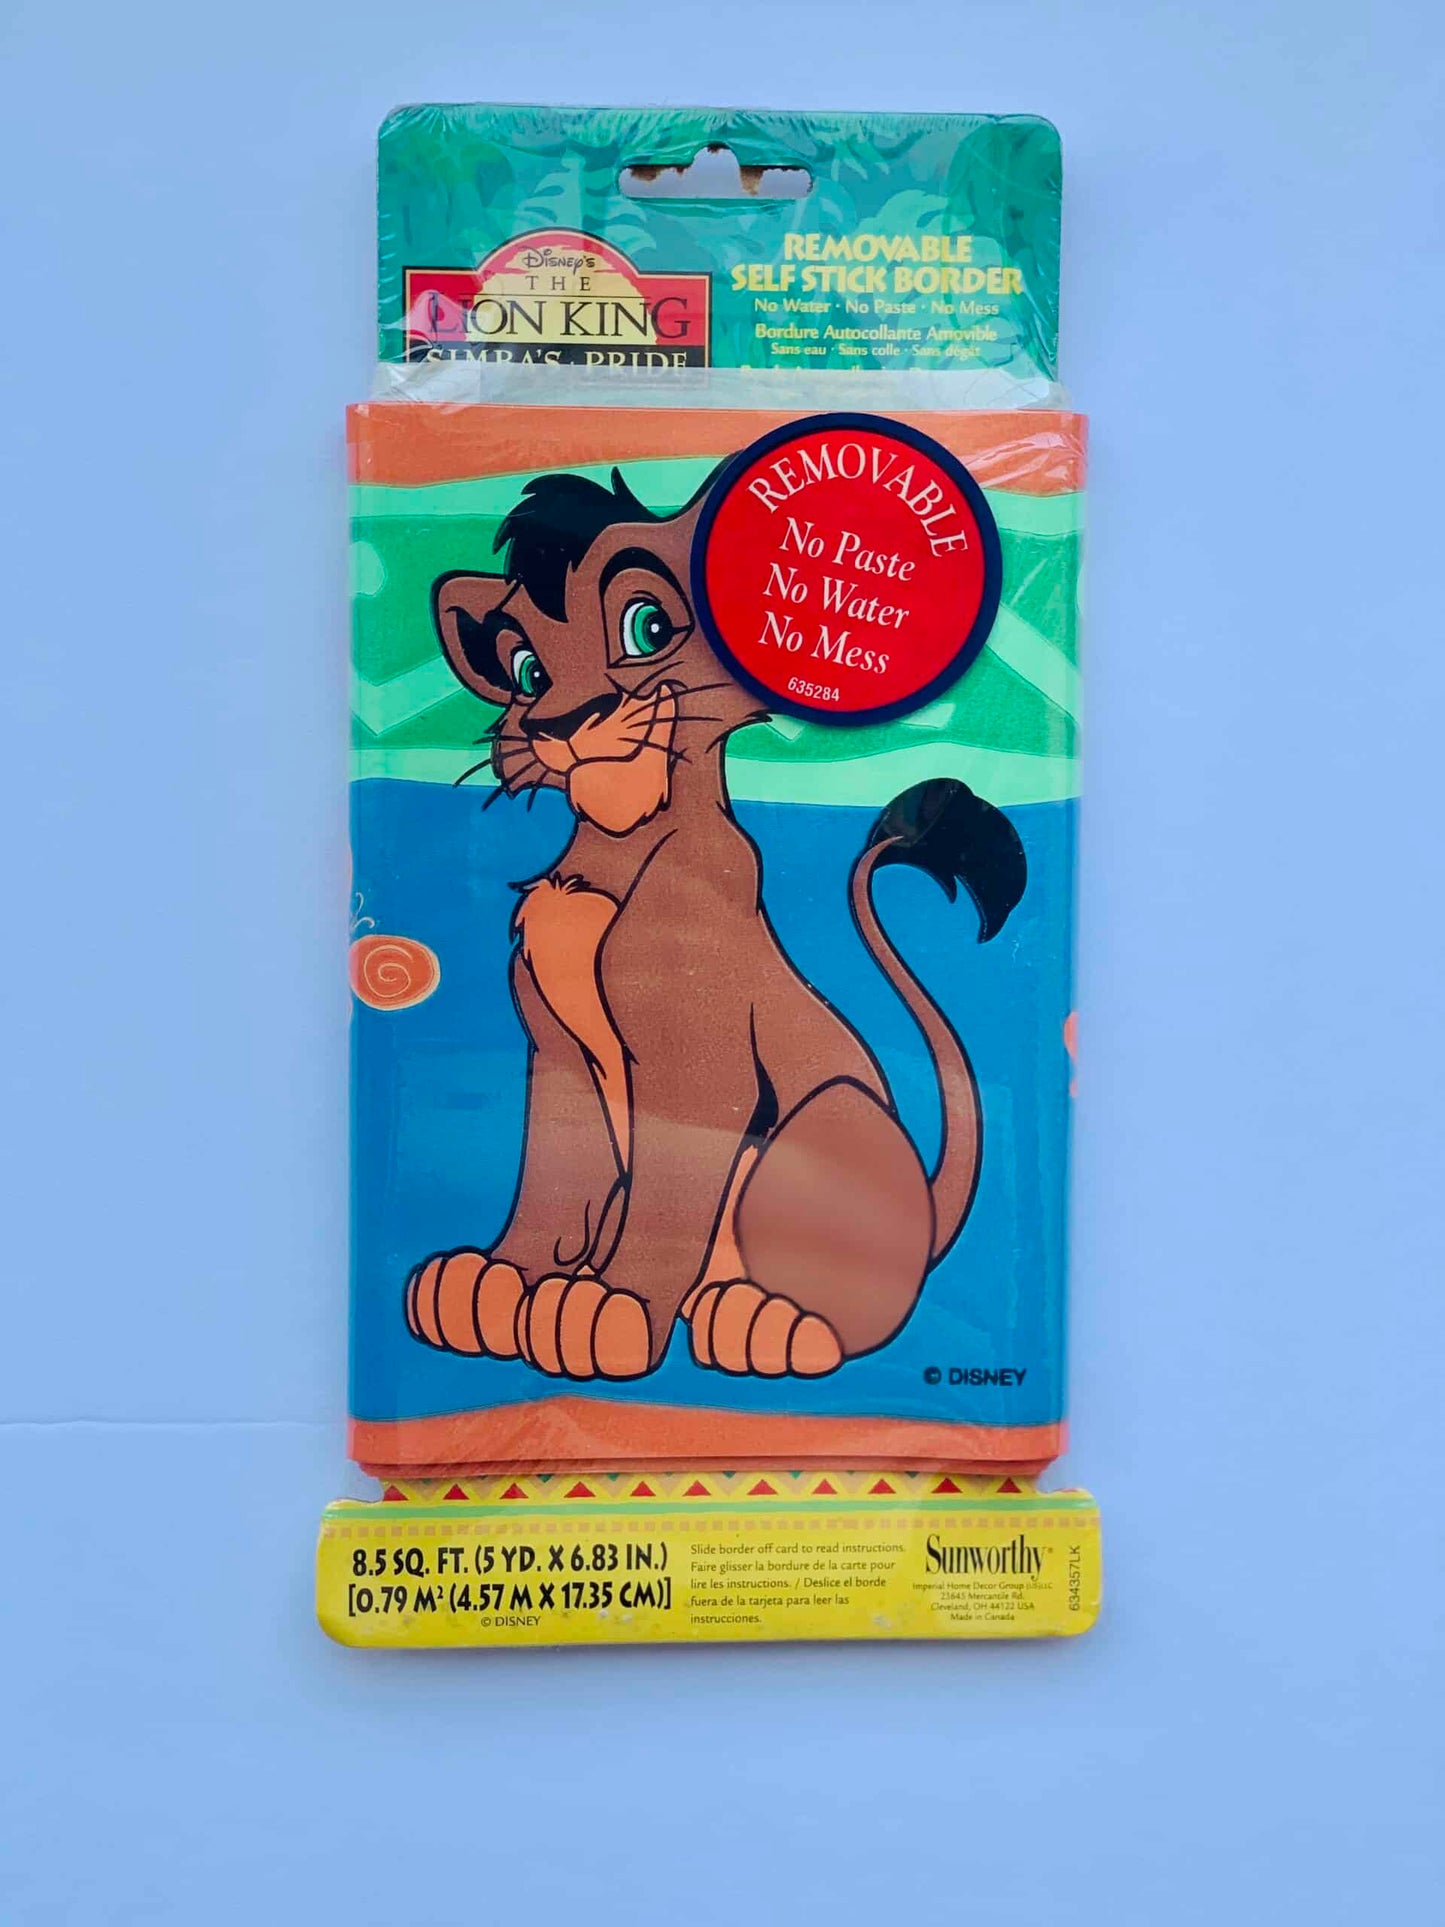 Disney's
THE
LION KING
SIMBA'S · PRIDE
REMOVABLE
SELF STICK BORDER
No Water · No Paste · No Mess
Bordure Autocollante Amovible
Sans eau · Sans colle · Sans dégât
REMOVABLE
No Paste
No Water
No Mess
635284
© DISNEY
8.5 SQ. FT. (5 YD. X 6.83 IN.)
[0.79 M² (4.57 M X 17.35 CM)]
© DISNEY
Slide border off card to read instructions.
Faire glisser la bordure de la carte pour
lire les instructions. / Deslice el borde
fuera de la tarjeta para leer las
instrucciones.
Sunworthy
Imperial Home Decor Group (US) LLC
23645 Mercantile Rd.
Cleveland, OH 44122 USA
Made in Canada
634357LK